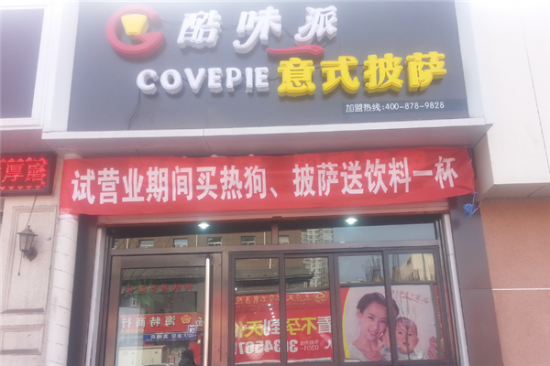 酷味派
COVEPIE 意式披萨
加盟热线:400-878-9828
试营业期间买热狗、披萨送饮料一杯